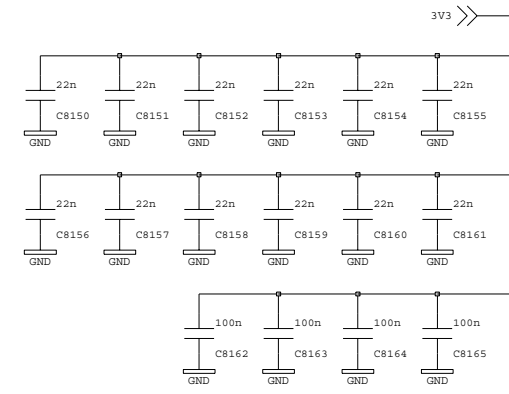 3V3
22n 22n 22n 22n 22n 22n
C8150 C8151 C8152 C8153 C8154 C8155
GND GND GND GND GND GND
22n 22n 22n 22n 22n 22n
C8156 C8157 C8158 C8159 C8160 C8161
GND GND GND GND GND GND
100n 100n 100n 100n
C8162 C8163 C8164 C8165
GND GND GND GND